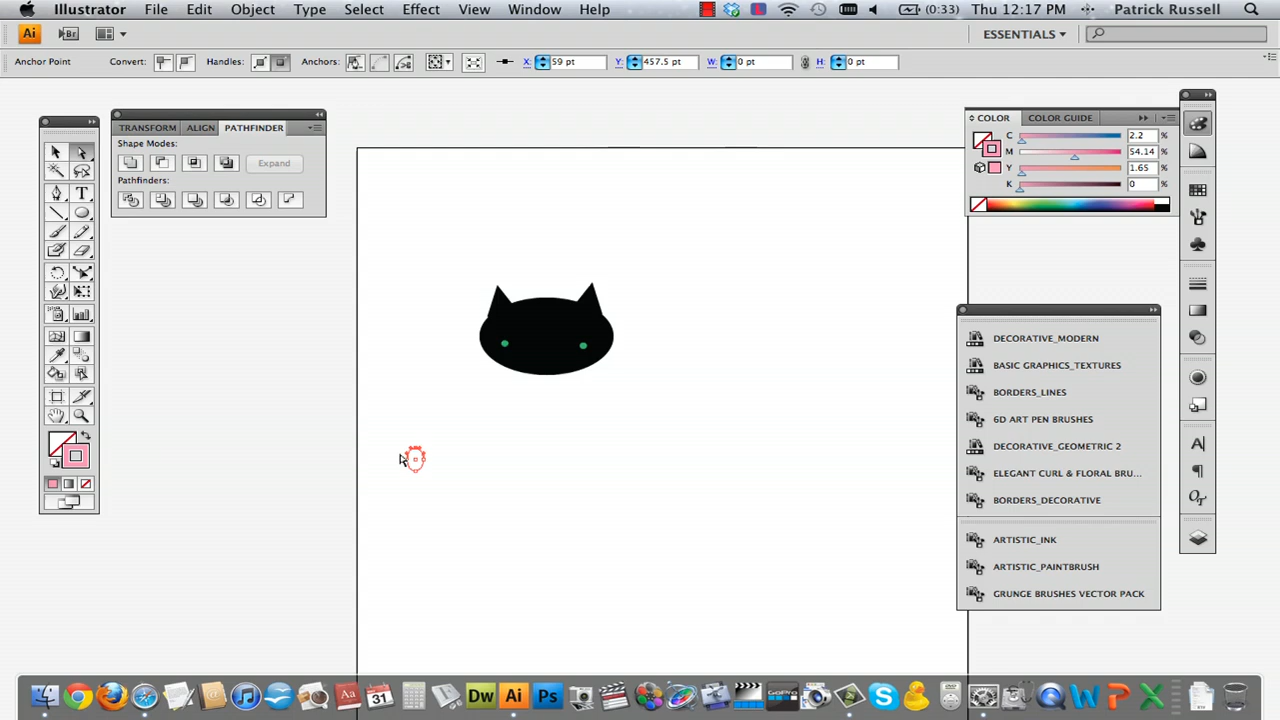 Illustrator File Edit Object Type Select Effect View Window Help (0:33) Thu 12:17 PM Patrick Russell
Ai Br ESSENTIALS
Anchor Point Convert: Handles: Anchors: X: 59 pt Y: 457.5 pt W: 0 pt H: 0 pt
TRANSFORM ALIGN PATHFINDER
Shape Modes:
Expand
Pathfinders:
COLOR COLOR GUIDE
C 2.2 %
M 54.14 %
Y 1.65 %
K 0 %
DECORATIVE_MODERN
BASIC GRAPHICS_TEXTURES
BORDERS_LINES
6D ART PEN BRUSHES
DECORATIVE_GEOMETRIC 2
ELEGANT CURL & FLORAL BRU...
BORDERS_DECORATIVE
ARTISTIC_INK
ARTISTIC_PAINTBRUSH
GRUNGE BRUSHES VECTOR PACK
Dw Ai Ps GoPro